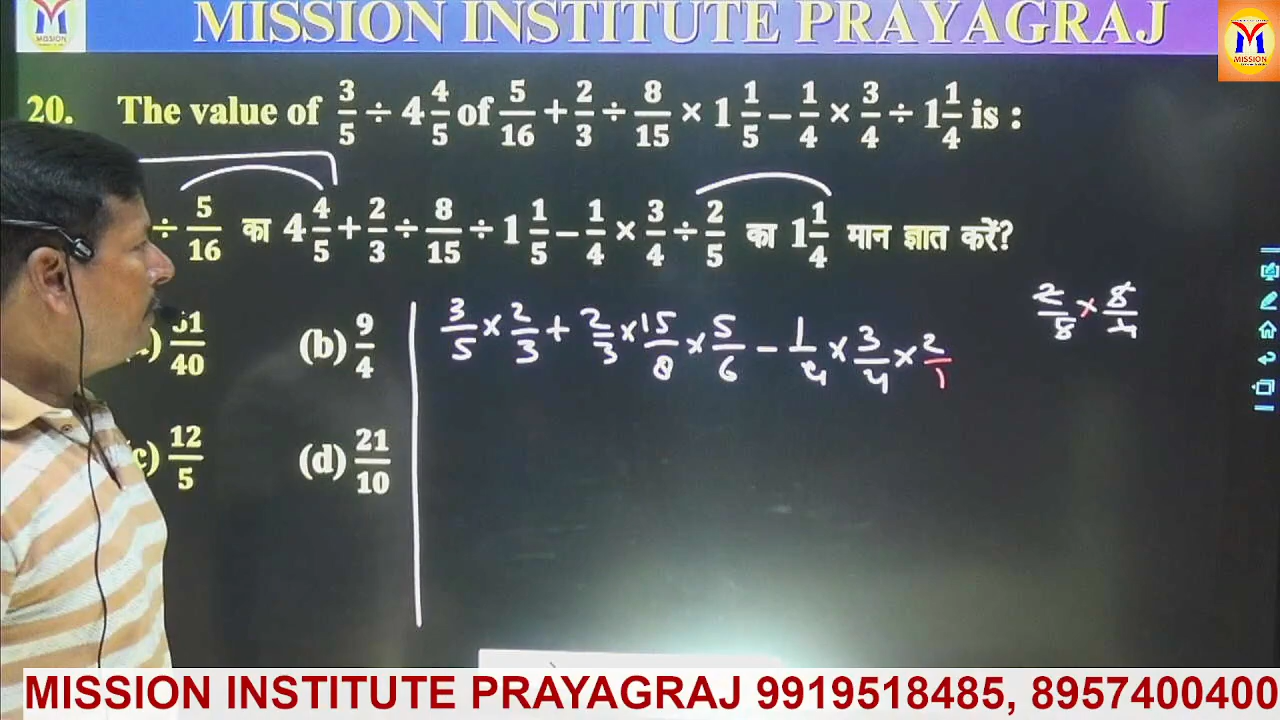 MISSION INSTITUTE PRAYAGRAJ
MISSION
MISSION
20. The value of 3/5 ÷ 4 4/5 of 5/16 + 2/3 ÷ 8/15 × 1 1/5 − 1/4 × 3/4 ÷ 1 1/4 is :
÷ 5/16 का 4 4/5 + 2/3 ÷ 8/15 ÷ 1 1/5 − 1/4 × 3/4 ÷ 2/5 का 1 1/4 मान ज्ञात करें?
) 1/40 (b) 9/4
c) 12/5 (d) 21/10
3/5 × 2/3 + 2/3 × 15/8 × 5/6 − 1/4 × 3/4 × 2/1
MISSION INSTITUTE PRAYAGRAJ 9919518485, 8957400400